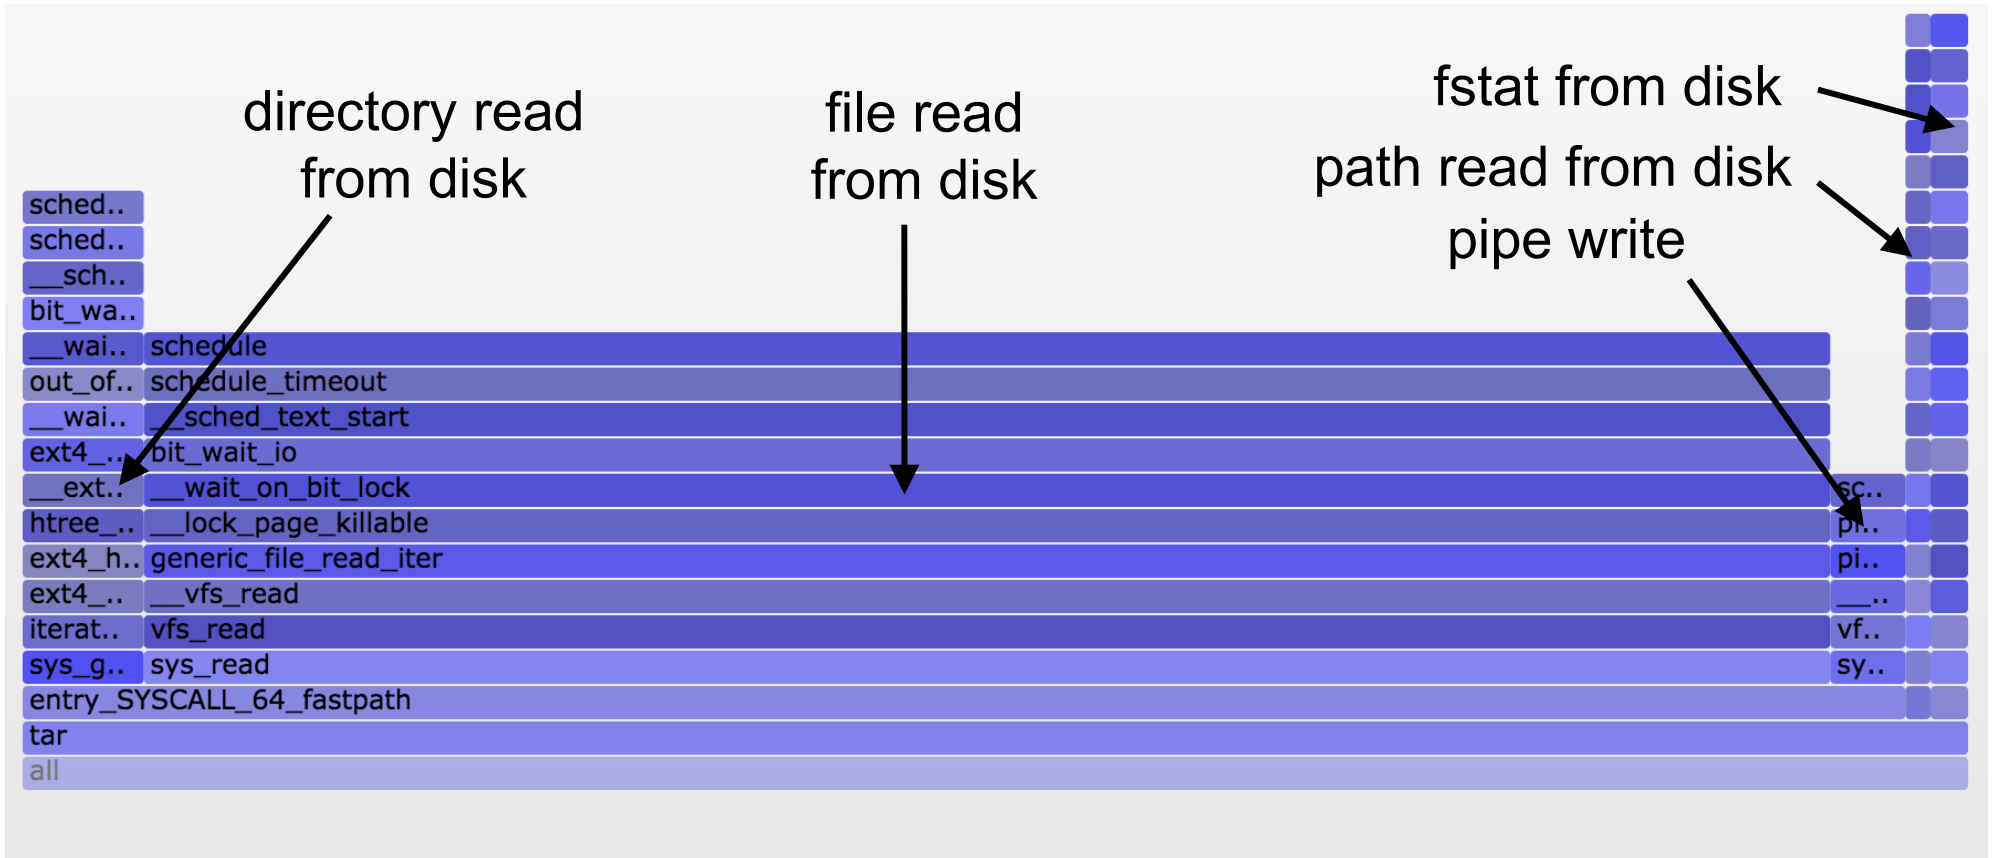 directory read
from disk
file read
from disk
fstat from disk
path read from disk
pipe write
sched..
sched..
__sch..
bit_wa..
__wai.. schedule
out_of.. schedule_timeout
__wai.. __sched_text_start
ext4_.. bit_wait_io
__ext.. __wait_on_bit_lock sc..
htree_.. __lock_page_killable pi..
ext4_h.. generic_file_read_iter pi..
ext4_.. __vfs_read __..
iterat.. vfs_read vf..
sys_g.. sys_read sy..
entry_SYSCALL_64_fastpath
tar
all